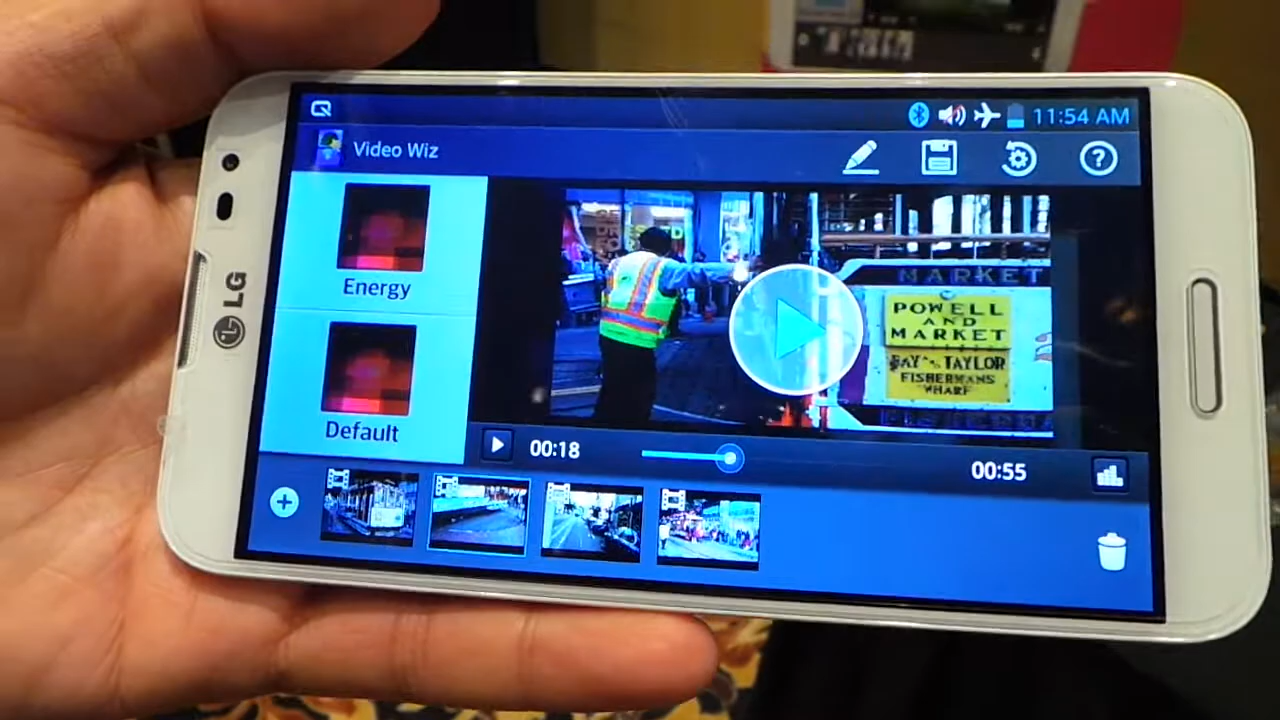 11:54 AM
Video Wiz
?
LG
Energy
Default
MARKET
POWELL
AND
MARKET
BAY - TAYLOR
FISHERMANS
WHARF
00:18
00:55